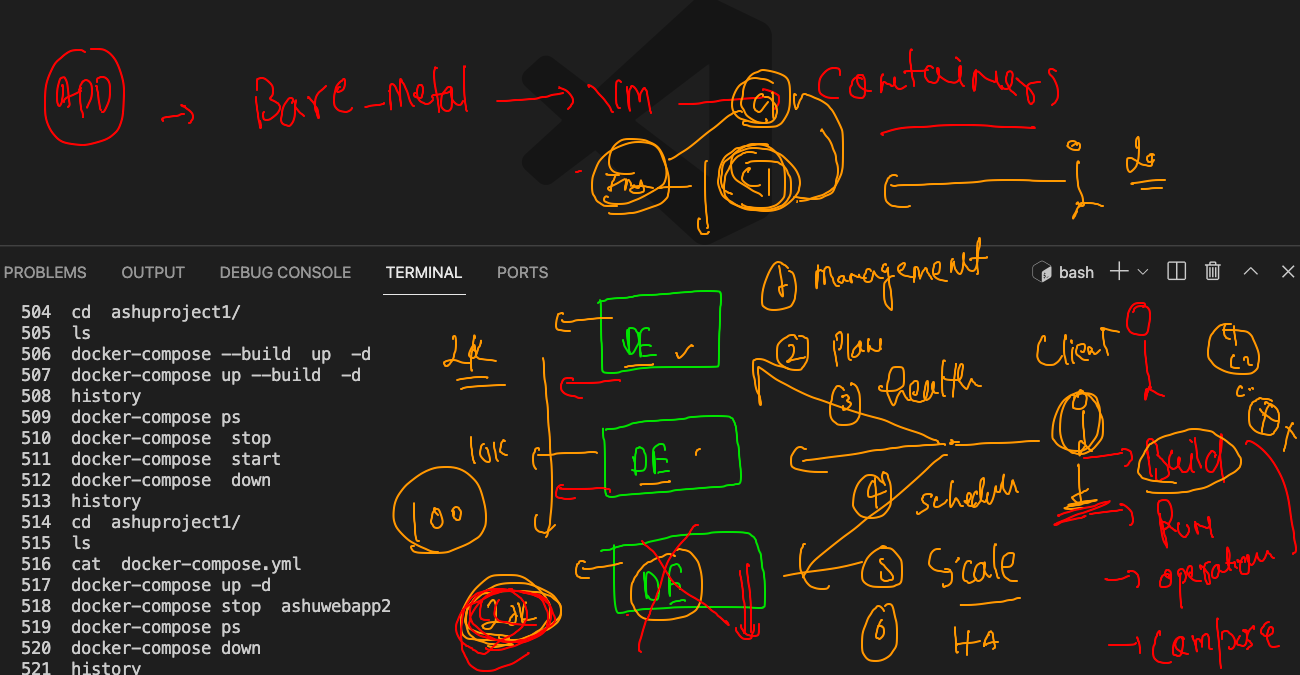 APP → Bare-Metal → VM → Containers
C1
Img
C1
20
PROBLEMS OUTPUT DEBUG CONSOLE TERMINAL PORTS
bash
504 cd ashuproject1/
505 ls
506 docker-compose --build up -d
507 docker-compose up --build -d
508 history
509 docker-compose ps
510 docker-compose stop
511 docker-compose start
512 docker-compose down
513 history
514 cd ashuproject1/
515 ls
516 cat docker-compose.yml
517 docker-compose up -d
518 docker-compose stop ashuwebapp2
519 docker-compose ps
520 docker-compose down
521 history
10K
100
DE
DE
DE
1 Management
2 Plan
3 health
4 schedule
5 Scale
6 HA
Client
C1
C2
→ Build
→ Run
→ operation
→ Compose